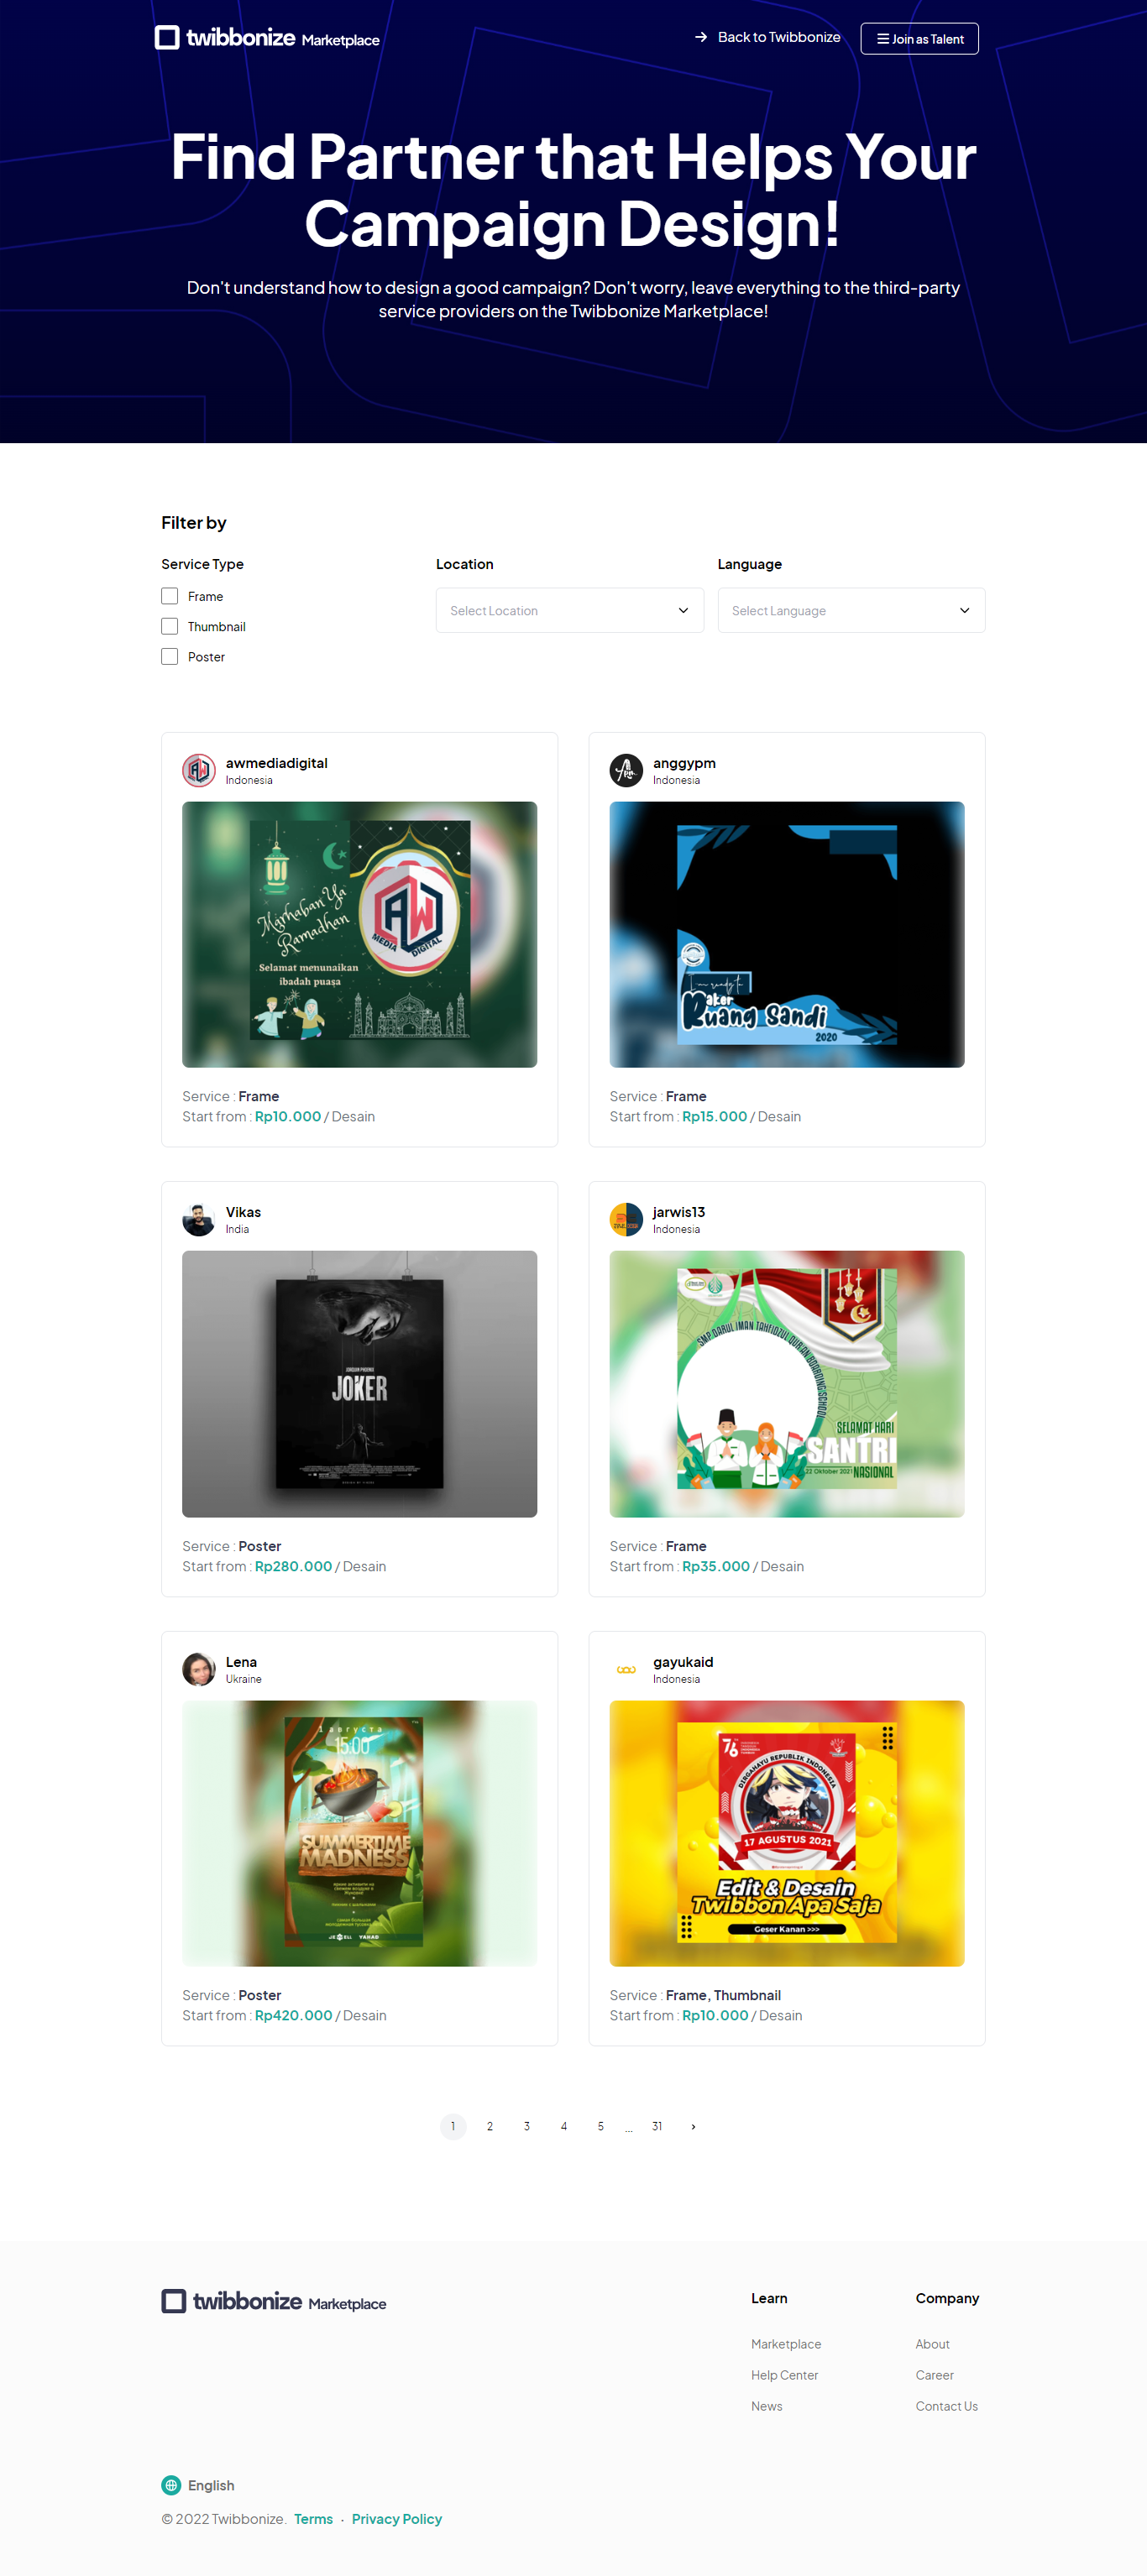 twibbonize Marketplace
Back to Twibbonize
Join as Talent
Find Partner that Helps Your
Campaign Design!
Don't understand how to design a good campaign? Don't worry, leave everything to the third-party
service providers on the Twibbonize Marketplace!
Filter by
Service Type
Frame
Thumbnail
Poster
Location
Select Location
Language
Select Language
awmediadigital
Indonesia
Marhaban Ya
Ramadhan
Selamat menunaikan
ibadah puasa
AW
MEDIA DIGITAL
Service : Frame
Start from : Rp10.000 / Desain
anggypm
Indonesia
I am ready to
Baker
Ruang Sandi
2020
Service : Frame
Start from : Rp15.000 / Desain
Vikas
India
JOAQUIN PHOENIX
JOKER
Service : Poster
Start from : Rp280.000 / Desain
jarwis13
Indonesia
SMP DARUL IMAN TAHFIDZUL QUR'AN BOARDING SCHOOL
SELAMAT HARI
SANTRI
22 Oktober 2021 NASIONAL
Service : Frame
Start from : Rp35.000 / Desain
Lena
Ukraine
1 августа
15:00
SUMMERTIME
MADNESS
Service : Poster
Start from : Rp420.000 / Desain
gayukaid
Indonesia
76
DIRGAHAYU REPUBLIK INDONESIA
17 AGUSTUS 2021
Edit & Desain
Twibbon Apa Saja
Geser Kanan >>>
Service : Frame, Thumbnail
Start from : Rp10.000 / Desain
1 2 3 4 5 ... 31 ›
twibbonize Marketplace
Learn
Marketplace
Help Center
News
Company
About
Career
Contact Us
English
© 2022 Twibbonize. Terms · Privacy Policy